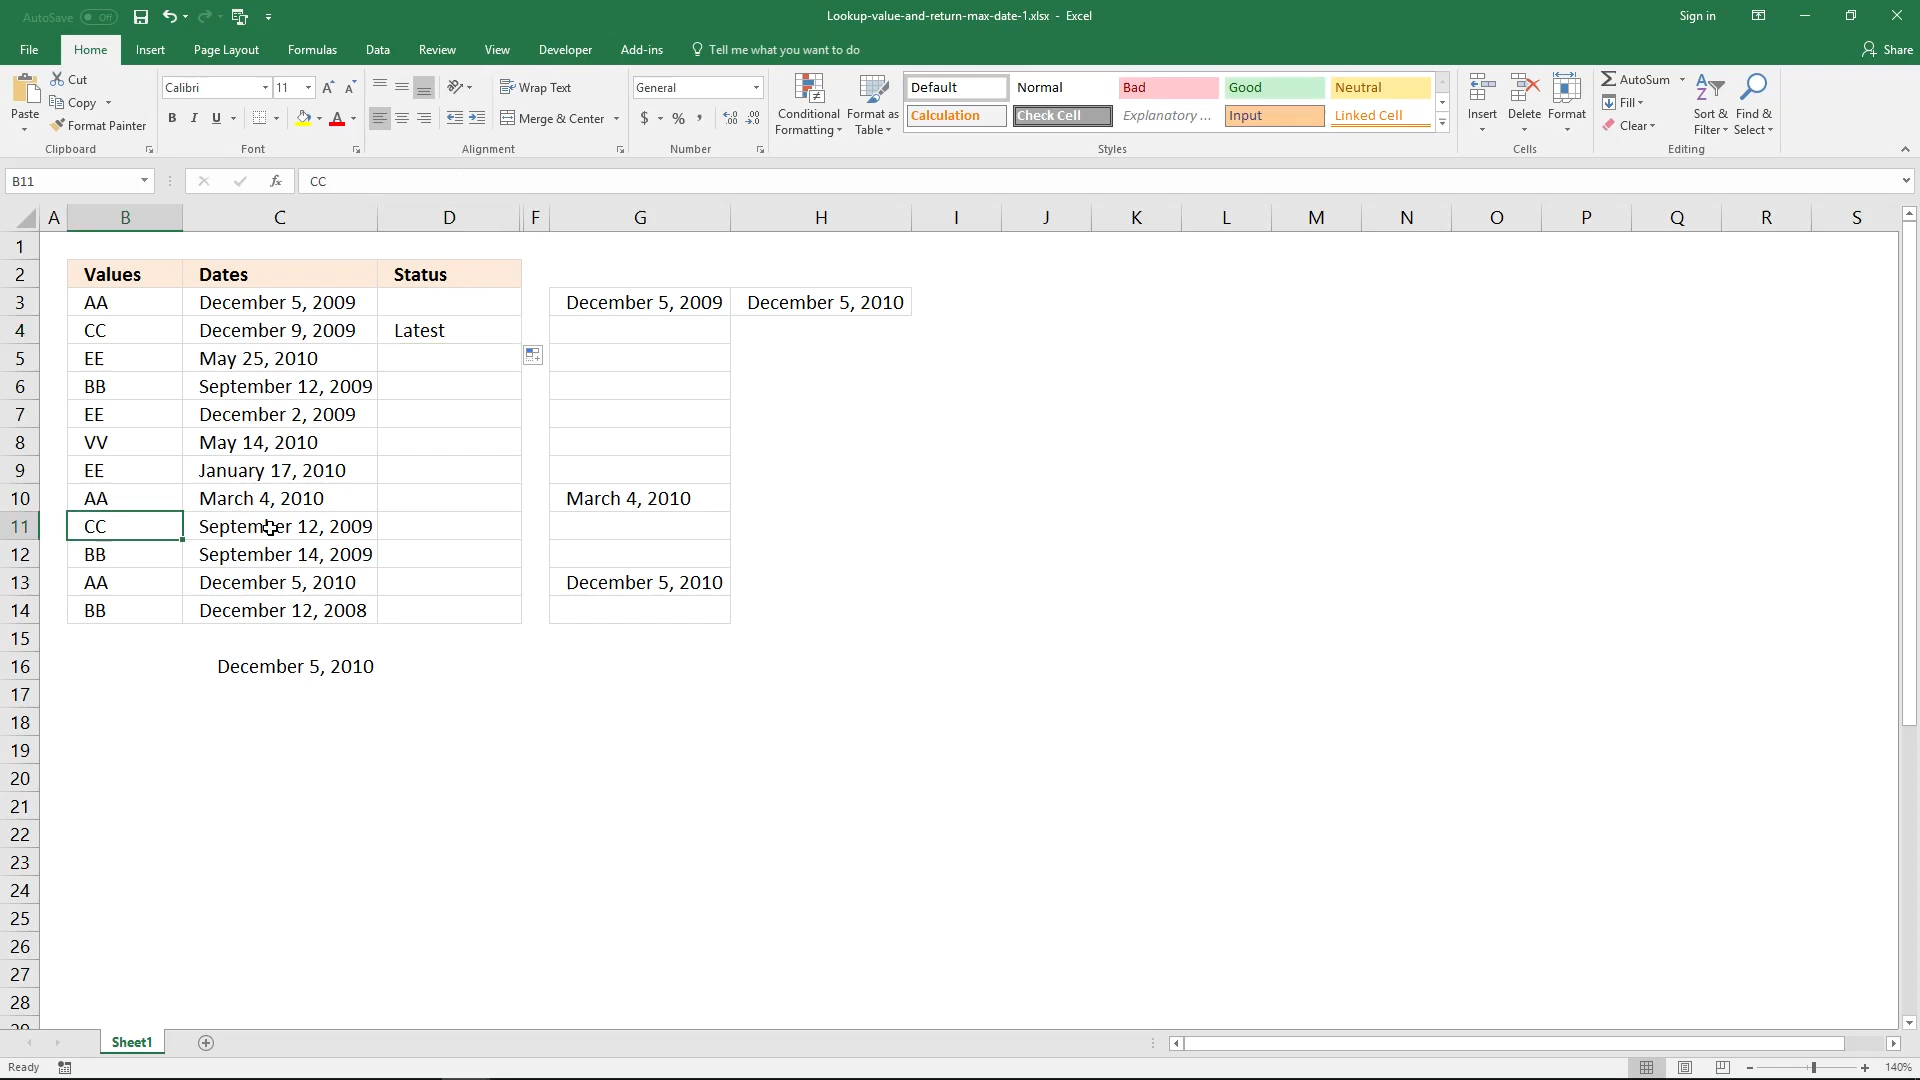 AutoSave Off
Lookup-value-and-return-max-date-1.xlsx - Excel
Sign in
File Home Insert Page Layout Formulas Data Review View Developer Add-ins Tell me what you want to do Share
Paste
Cut
Copy
Format Painter
Clipboard
Calibri 11
B I U A
Font
Wrap Text
Merge & Center
Alignment
General
$ % ,
Number
Conditional Formatting
Format as Table
Default Normal Bad Good Neutral
Calculation Check Cell Explanatory ... Input Linked Cell
Styles
Insert Delete Format
Cells
AutoSum
Fill
Clear
Sort & Filter
Find & Select
Editing
B11 fx CC
A B C D F G H I J K L M N O P Q R S
1
2 Values Dates Status
3 AA December 5, 2009 December 5, 2009 December 5, 2010
4 CC December 9, 2009 Latest
5 EE May 25, 2010
6 BB September 12, 2009
7 EE December 2, 2009
8 VV May 14, 2010
9 EE January 17, 2010
10 AA March 4, 2010 March 4, 2010
11 CC September 12, 2009
12 BB September 14, 2009
13 AA December 5, 2010 December 5, 2010
14 BB December 12, 2008
15
16 December 5, 2010
17
18
19
20
21
22
23
24
25
26
27
28
29
Sheet1
Ready
140%